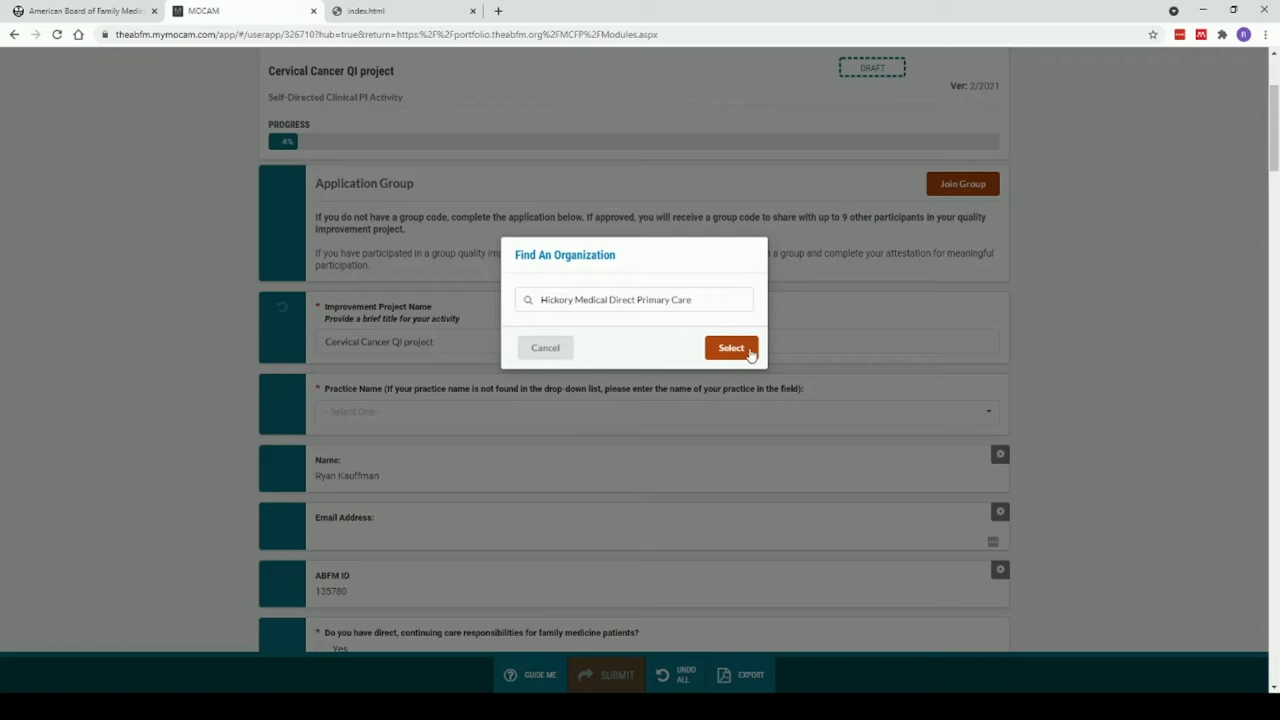 American Board of Family Medic
MOCAM
index.html
theabfm.mymocam.com/app/#/userapp/326710?hub=true&return=https:%2F%2Fportfolio.theabfm.org%2FMCFP%2FModules.aspx
R
Cervical Cancer QI project
DRAFT
Ver: 2/2021
Self-Directed Clinical PI Activity
PROGRESS
4%
Application Group
Join Group
If you do not have a group code, complete the application below. If approved, you will receive a group code to share with up to 9 other participants in your quality
improvement project.
If you have participated in a group quality im
n a group and complete your attestation for meaningful
participation.
Find An Organization
Hickory Medical Direct Primary Care
Cancel
Select
* Improvement Project Name
Provide a brief title for your activity
Cervical Cancer QI project
* Practice Name (If your practice name is not found in the drop-down list, please enter the name of your practice in the field):
- Select One -
Name:
Ryan Kauffman
Email Address:
ABFM ID
135780
* Do you have direct, continuing care responsibilities for family medicine patients?
Yes
GUIDE ME
SUBMIT
UNDO
ALL
EXPORT